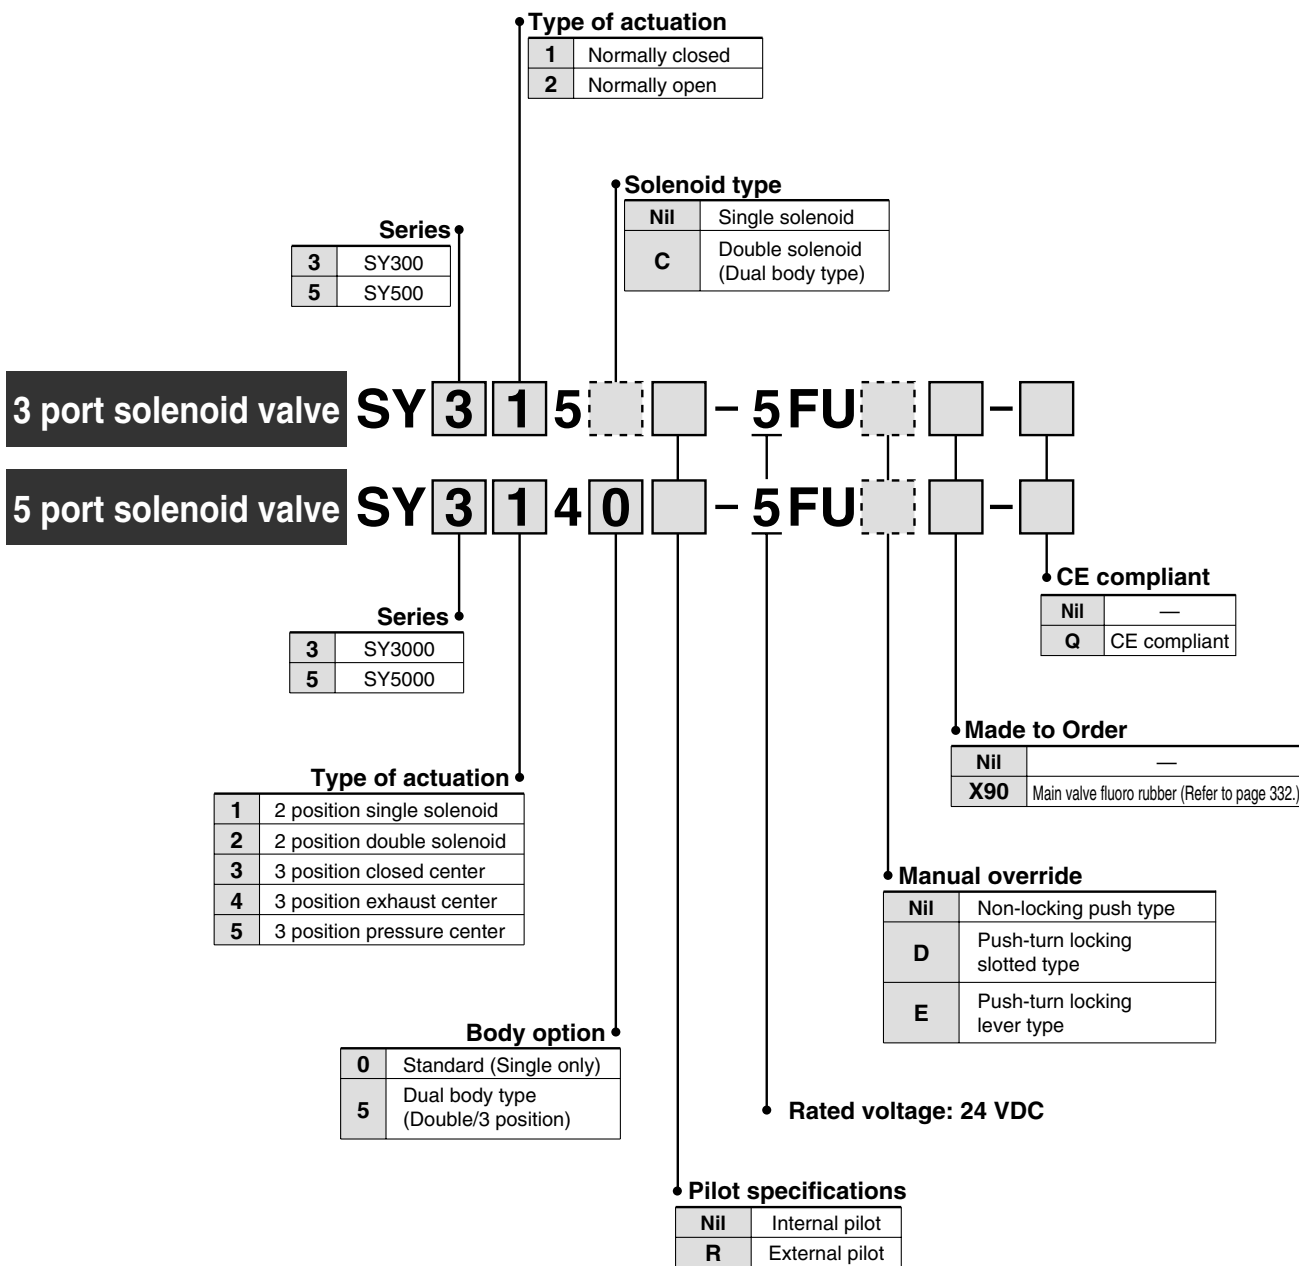 Type of actuation
1 Normally closed
2 Normally open
Solenoid type
Nil Single solenoid
C Double solenoid
(Dual body type)
Series
3 SY300
5 SY500
3 port solenoid valve SY 3 1 5 – 5 FU –
5 port solenoid valve SY 3 1 4 0 – 5 FU –
CE compliant
Nil —
Q CE compliant
Series
3 SY3000
5 SY5000
Made to Order
Nil —
X90 Main valve fluoro rubber (Refer to page 332.)
Type of actuation
1 2 position single solenoid
2 2 position double solenoid
3 3 position closed center
4 3 position exhaust center
5 3 position pressure center
Manual override
Nil Non-locking push type
D Push-turn locking
slotted type
E Push-turn locking
lever type
Body option
0 Standard (Single only)
5 Dual body type
(Double/3 position)
Rated voltage: 24 VDC
Pilot specifications
Nil Internal pilot
R External pilot